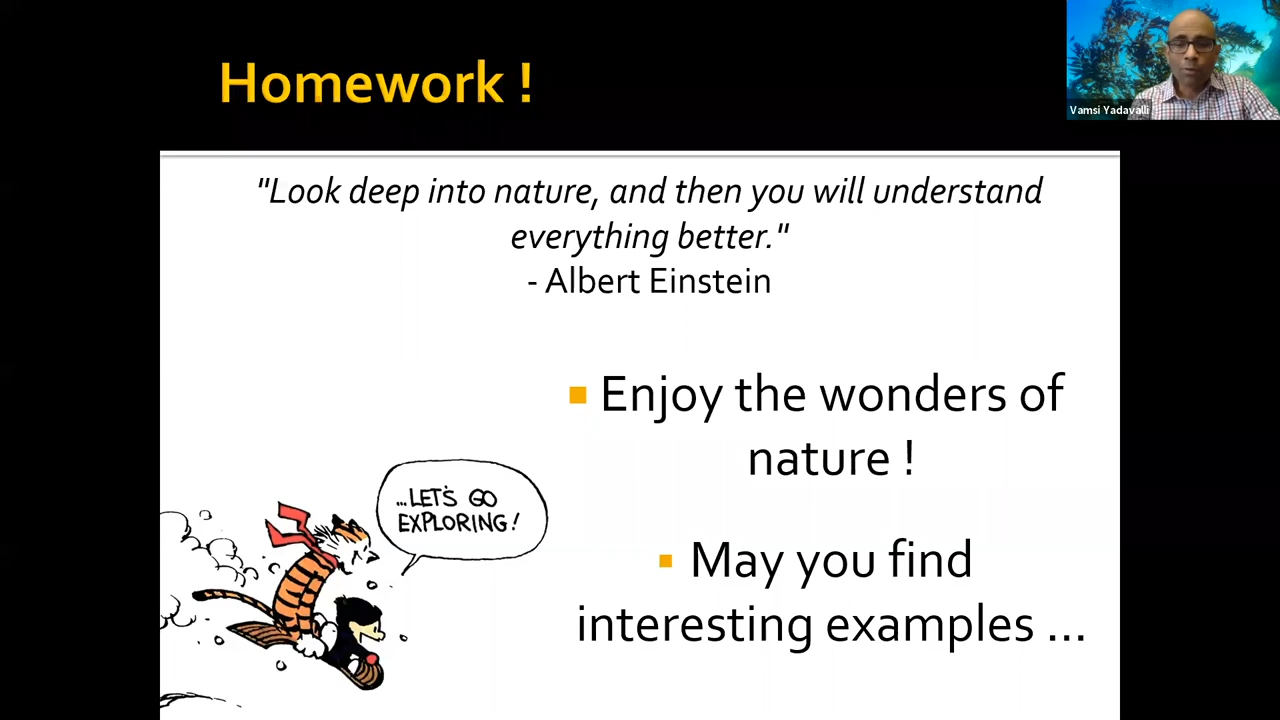 Homework !
Vamsi Yadavalli
"Look deep into nature, and then you will understand
everything better."
- Albert Einstein
Enjoy the wonders of
nature !
...LET'S GO
EXPLORING!
May you find
interesting examples ...